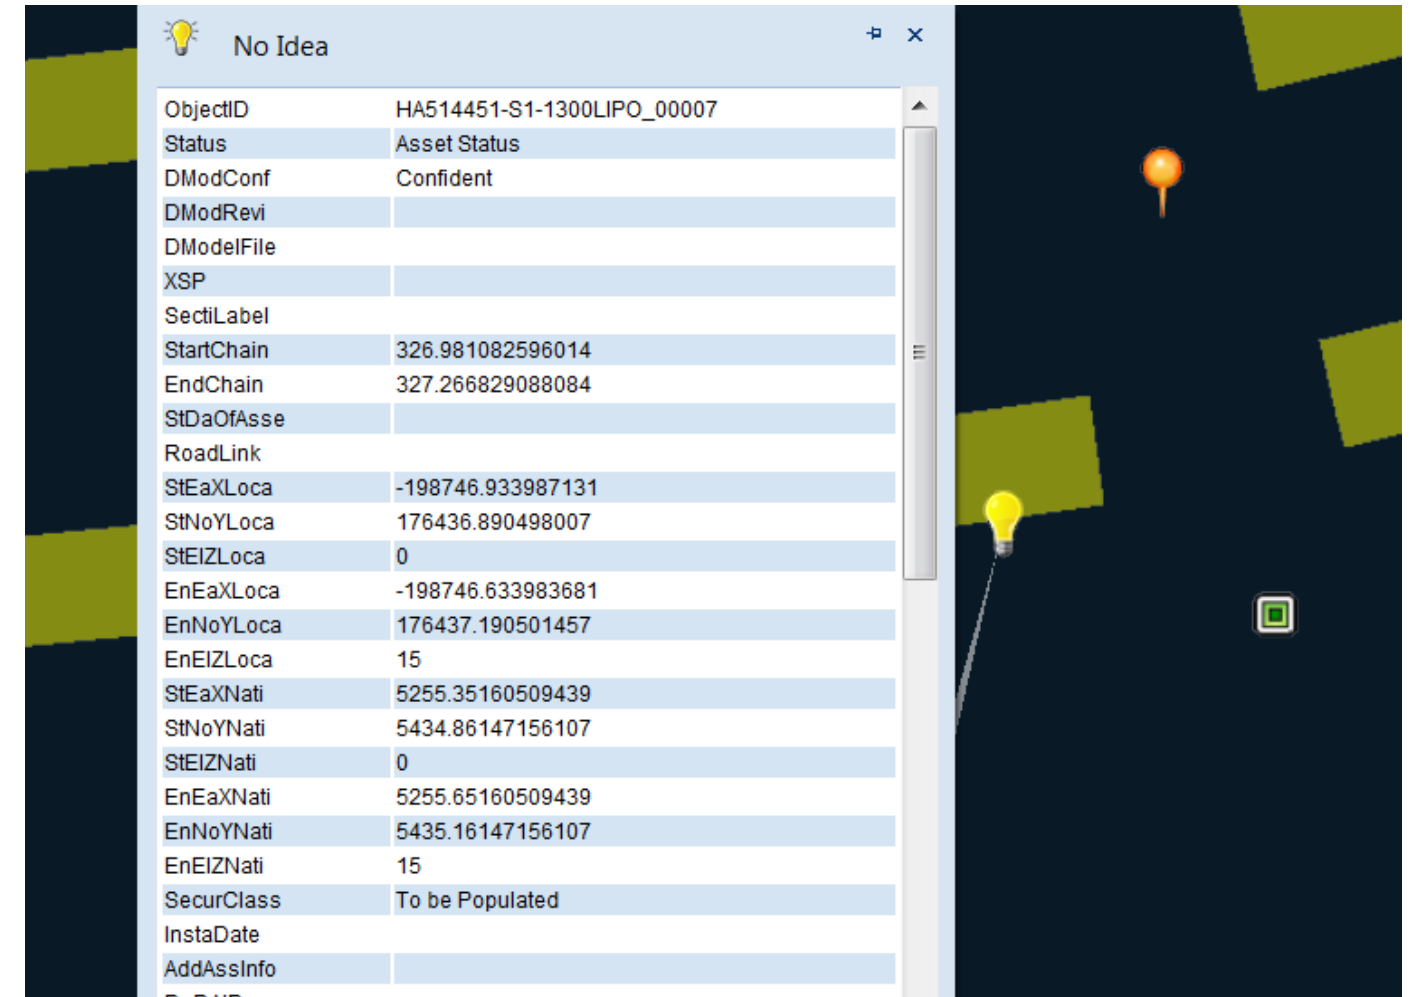 No Idea
ObjectID HA514451-S1-1300LIPO_00007
Status Asset Status
DModConf Confident
DModRevi
DModelFile
XSP
SectiLabel
StartChain 326.981082596014
EndChain 327.266829088084
StDaOfAsse
RoadLink
StEaXLoca -198746.933987131
StNoYLoca 176436.890498007
StElZLoca 0
EnEaXLoca -198746.633983681
EnNoYLoca 176437.190501457
EnElZLoca 15
StEaXNati 5255.35160509439
StNoYNati 5434.86147156107
StElZNati 0
EnEaXNati 5255.65160509439
EnNoYNati 5435.16147156107
EnElZNati 15
SecurClass To be Populated
InstaDate
AddAssInfo